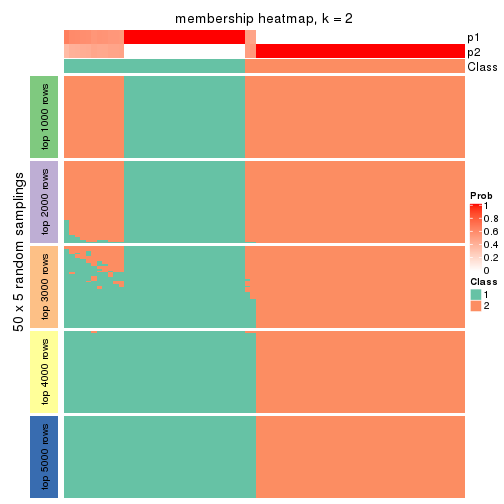 membership heatmap, k = 2
p1
p2
Class
50 x 5 random samplings
top 1000 rows
top 2000 rows
top 3000 rows
top 4000 rows
top 5000 rows
Prob
1
0.8
0.6
0.4
0.2
0
Class
1
2